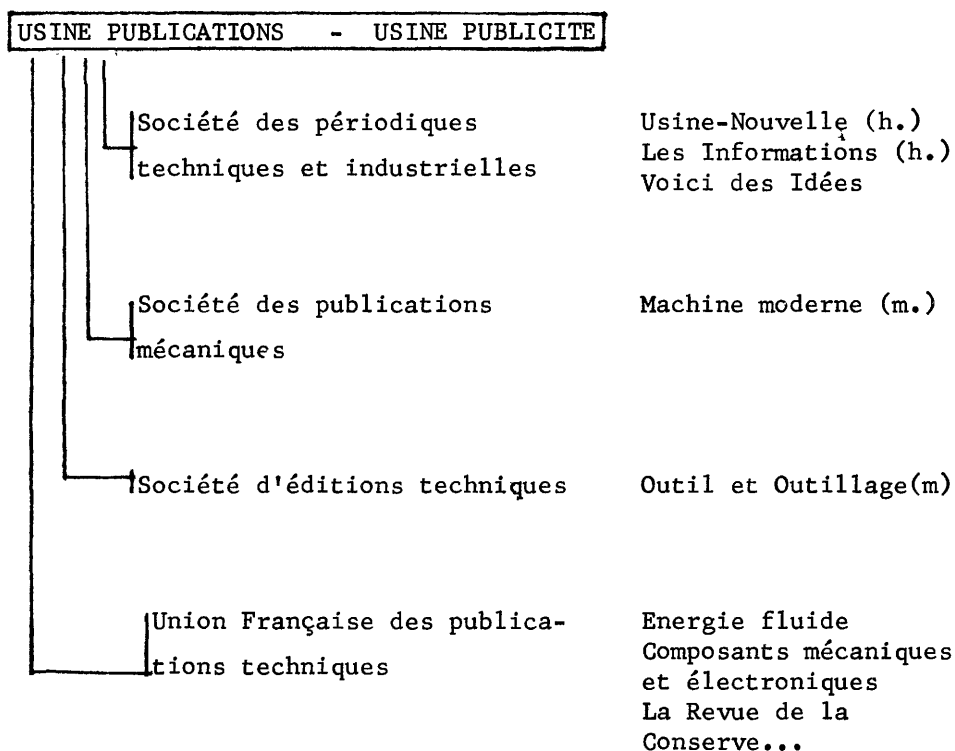 USINE PUBLICATIONS - USINE PUBLICITE
Société des périodiques
techniques et industrielles
Usine-Nouvelle (h.)
Les Informations (h.)
Voici des Idées
Société des publications
mécaniques
Machine moderne (m.)
Société d'éditions techniques
Outil et Outillage(m)
Union Française des publica-
tions techniques
Energie fluide
Composants mécaniques
et électroniques
La Revue de la
Conserve...